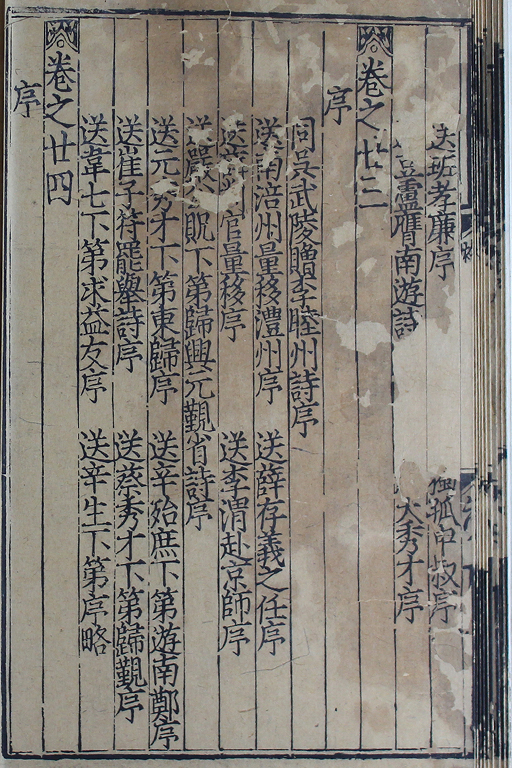 送班孝廉序 獨孤申叔序
豆盧膺南游詩 大秀才序
卷之廿三
序
同吳武陵贈李睦州詩序
送南涪州量移澧州序 送薛存義之任序
送 官量移序 送李渭赴京師序
送嚴公貺下第歸興元覲省詩序
送元秀才下第東歸序 送辛殆庶下第游南鄭序
送崔子符罷舉詩序 送蔡秀才下第歸覲序
送韋七下第求益友序 送辛生下第序略
卷之廿四
序